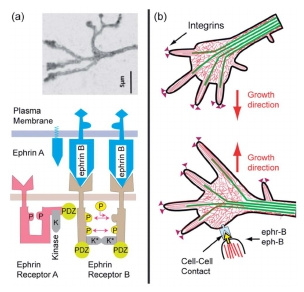 (a)
5µm
Plasma
Membrane
Ephrin A
ephrin B
ephrin B
PDZ
P
P
K
Kinase
P
P
P
P
K*
K*
PDZ
PDZ
Ephrin
Receptor A
Ephrin
Receptor B
(b)
Integrins
Growth
direction
Growth
direction
Cell-Cell
Contact
ephr-B
eph-B